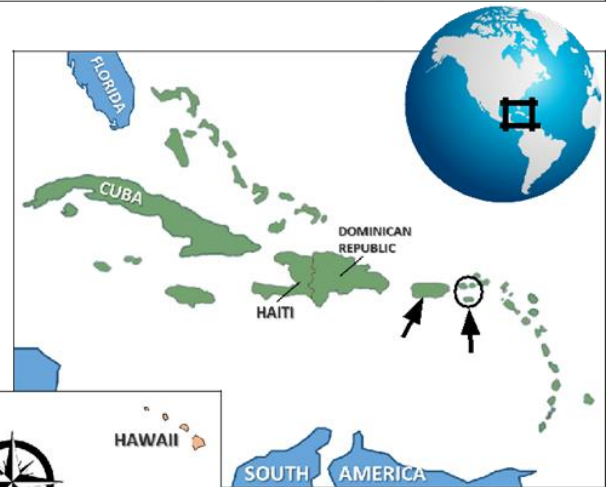 FLORIDA
CUBA
DOMINICAN
REPUBLIC
HAITI
HAWAII
SOUTH AMERICA